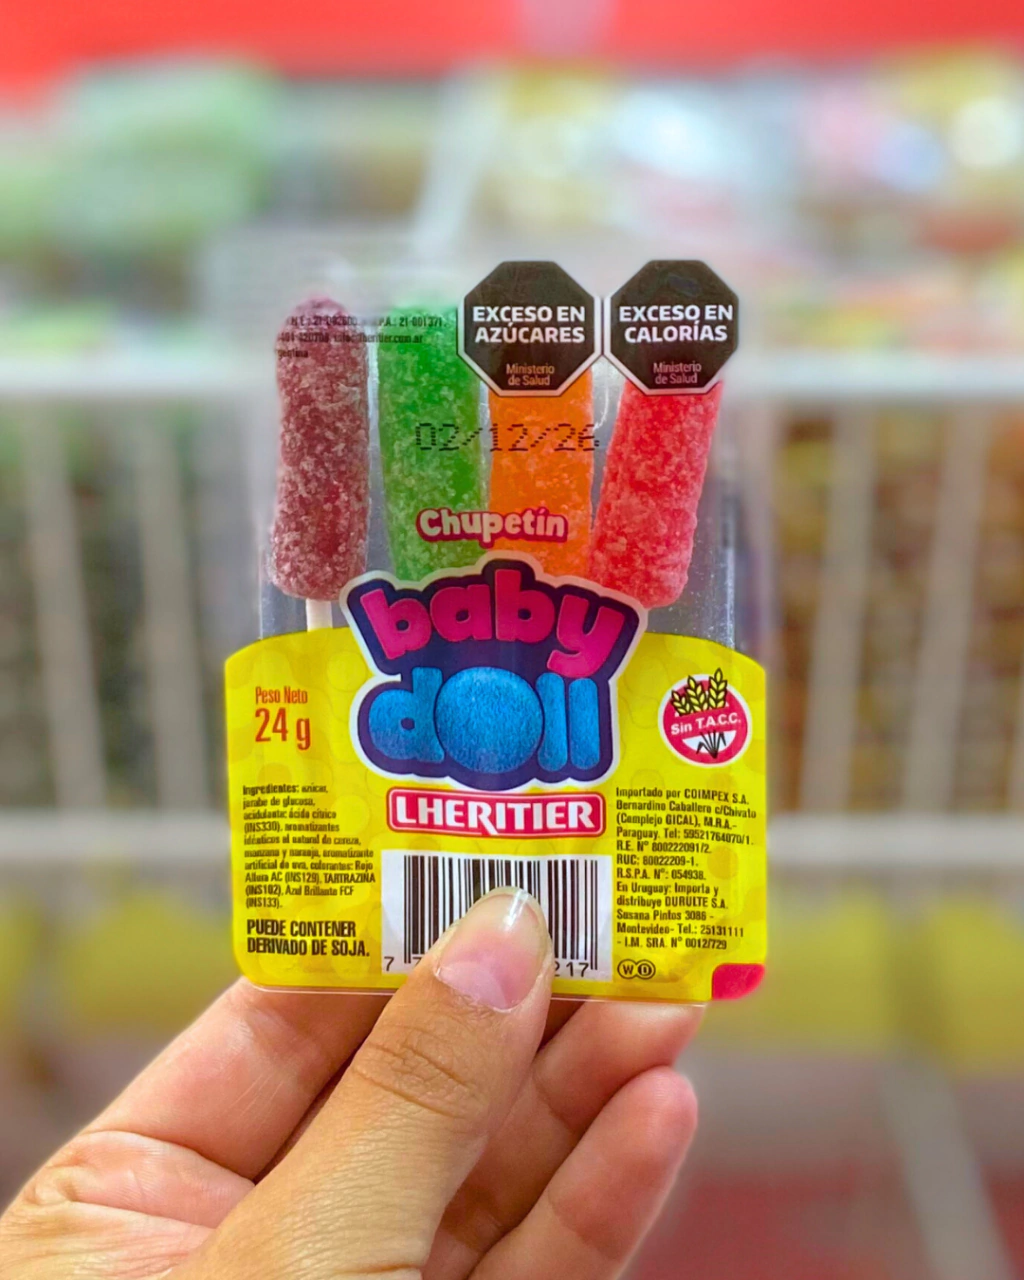 EXCESO EN
AZÚCARES
Ministerio
de Salud
EXCESO EN
CALORÍAS
Ministerio
de Salud
02/12/26
Chupetín
baby
doll
LHERITIER
Peso Neto
24 g
Sin T.A.C.C.
Ingredientes: azúcar,
jarabe de glucosa,
acidulante: ácido cítrico
(INS330), aromatizantes
idénticos al natural de cereza,
manzana y naranja, aromatizante
artificial de uva, colorantes: Rojo
Allura AC (INS129), TARTRAZINA
(INS102), Azul Brillante FCF
(INS133).
PUEDE CONTENER
DERIVADO DE SOJA.
Importado por COIMPEX S.A.
Bernardino Caballero c/Chivato
(Complejo GICAL), M.R.A.-
Paraguay. Tel: 59521764070/1.
R.E. N° 800222091/2.
RUC: 80022209-1.
R.S.P.A. N°: 054938.
En Uruguay: Importa y
distribuye DURULTE S.A.
Susana Pintos 3086 -
Montevideo- Tel.: 25131111
- I.M. SRA. N° 0012/729
7
217
W D